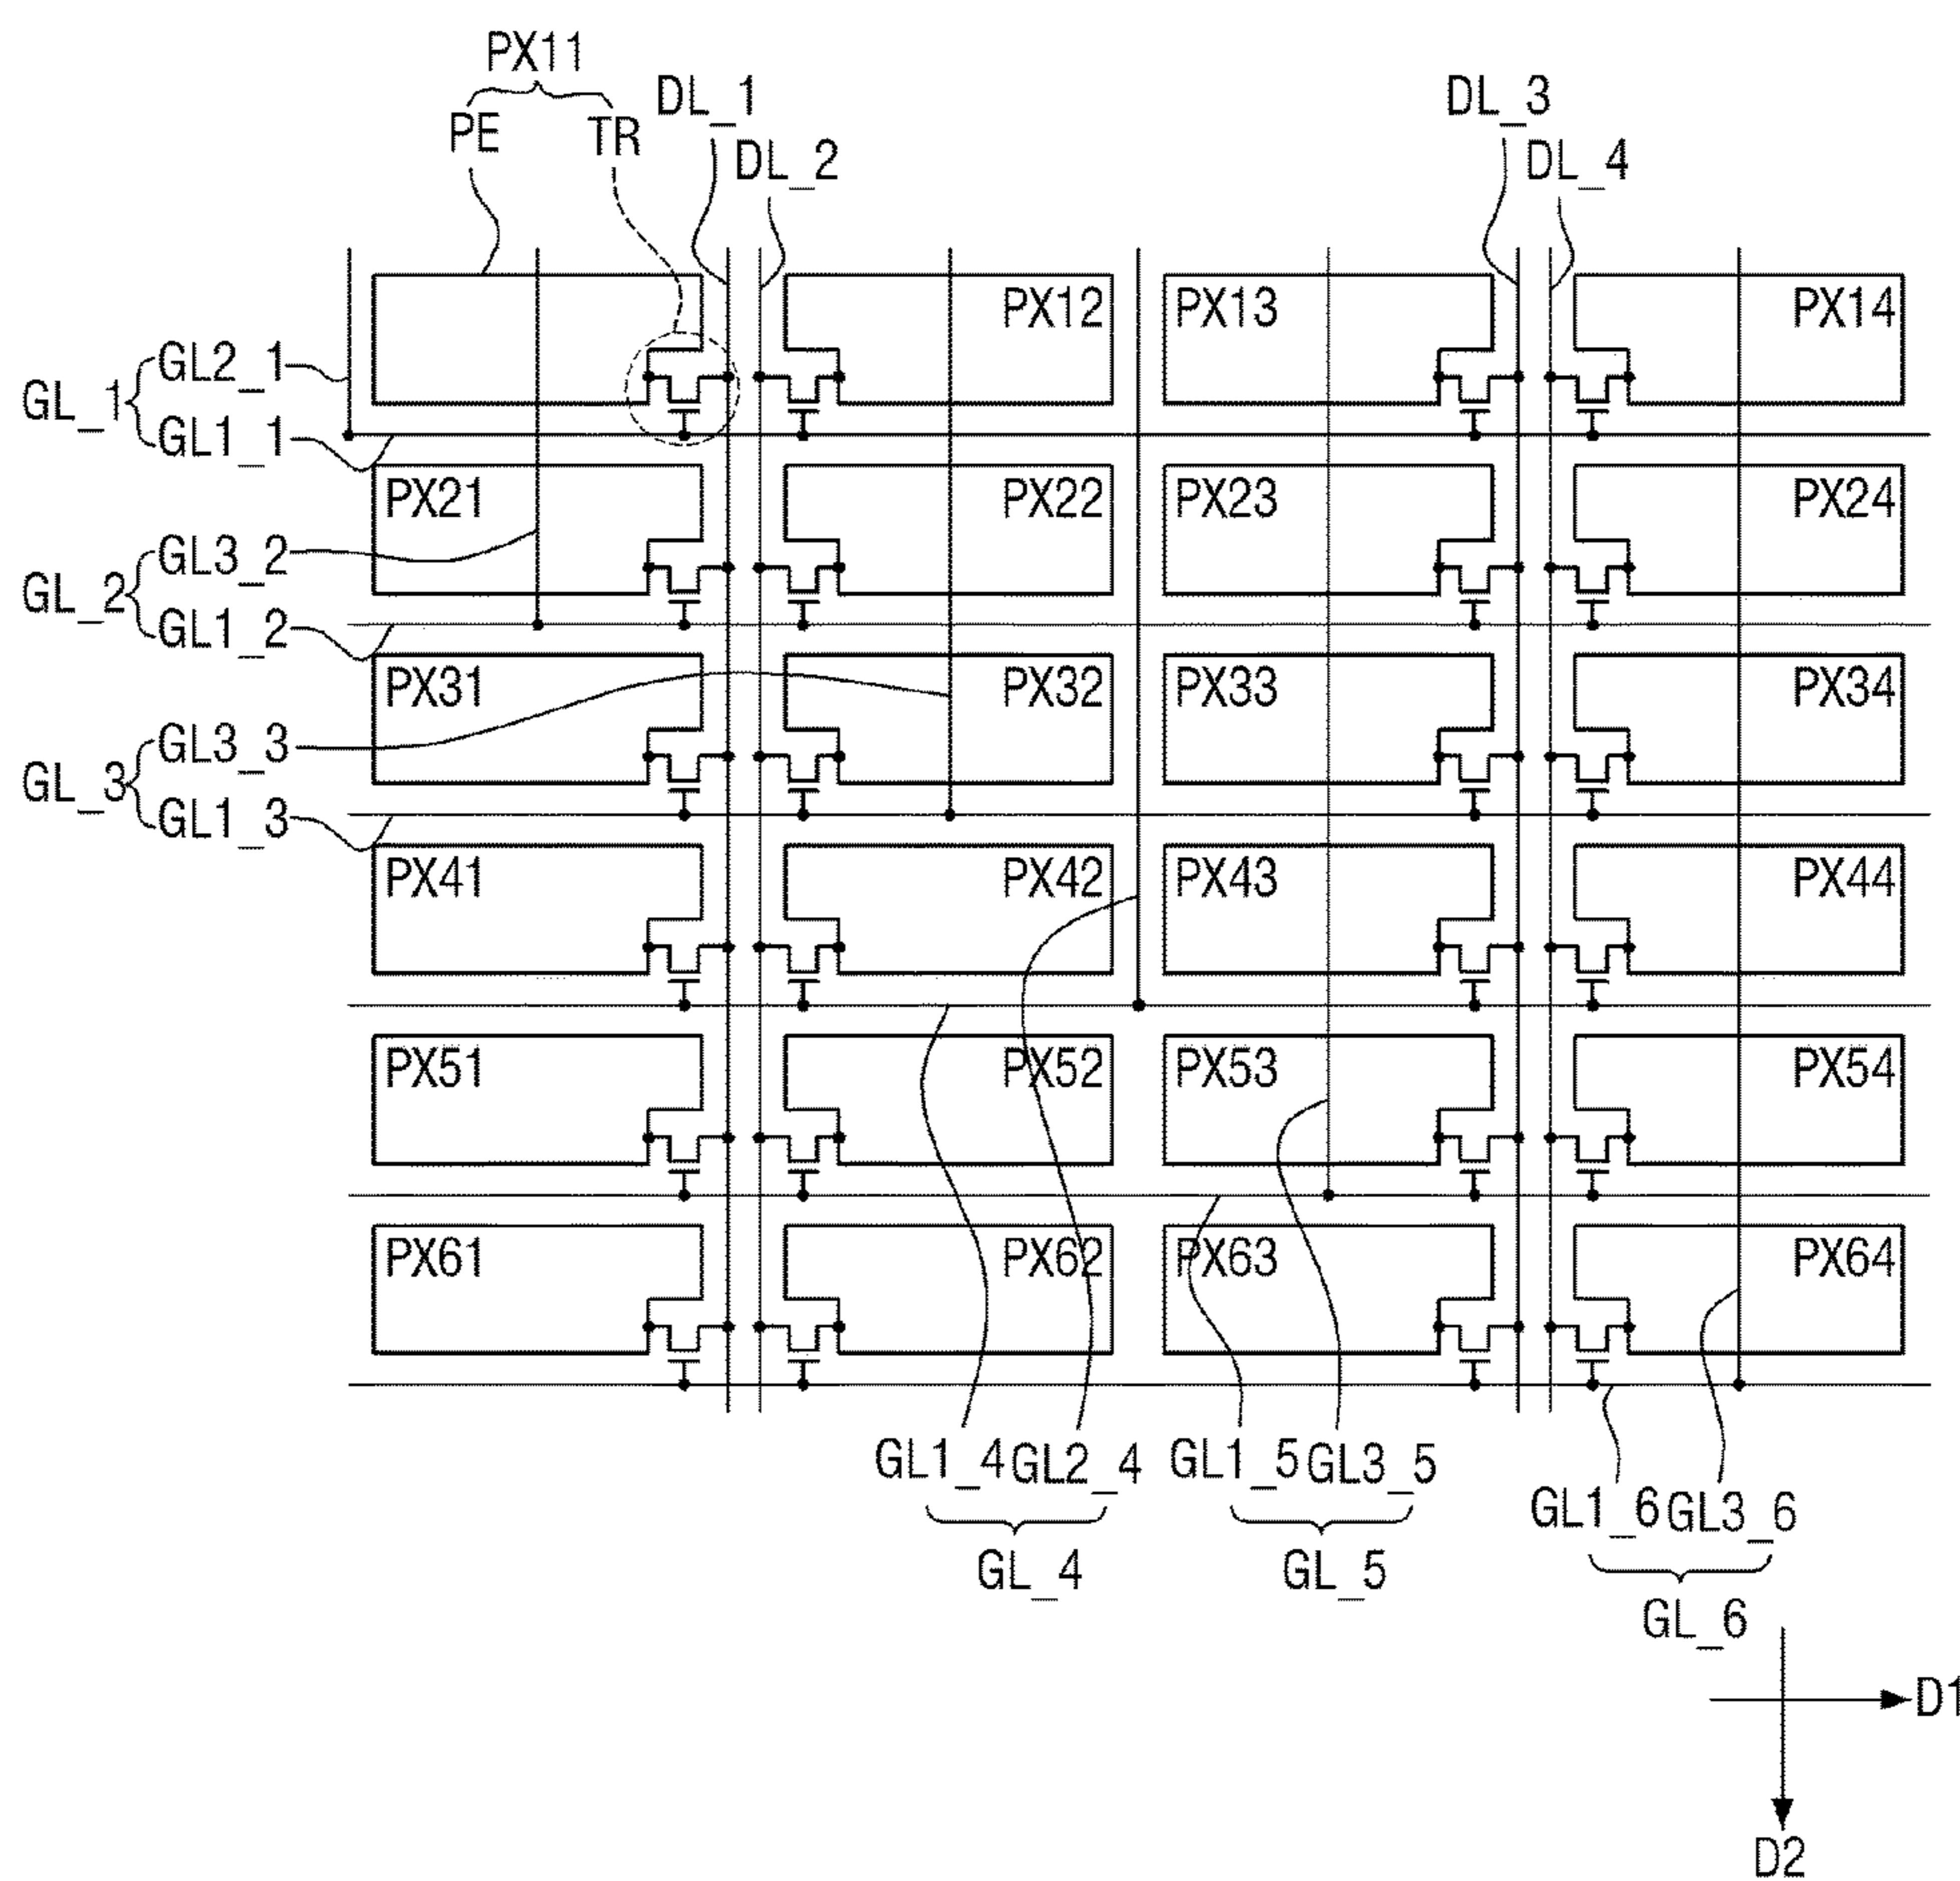 PX11
PE TR DL_1 DL_2 DL_3 DL_4
PX12 PX13 PX14
GL_1 GL2_1 GL1_1
PX21 PX22 PX23 PX24
GL_2 GL3_2 GL1_2
PX31 PX32 PX33 PX34
GL_3 GL3_3 GL1_3
PX41 PX42 PX43 PX44
PX51 PX52 PX53 PX54
PX61 PX62 PX63 PX64
GL1_4 GL2_4 GL1_5 GL3_5
GL1_6 GL3_6
GL_4 GL_5
GL_6
D1
D2